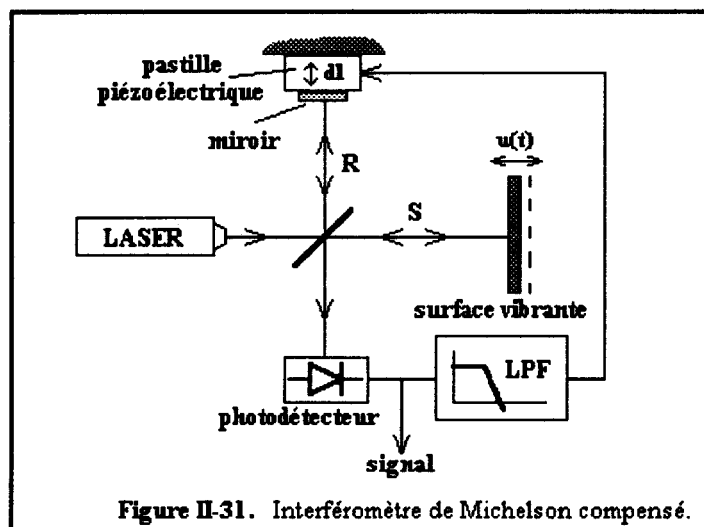 pastille
piézoélectrique
dl
miroir
u(t)
R
S
LASER
surface vibrante
LPF
photodétecteur
signal
Figure II-31. Interféromètre de Michelson compensé.